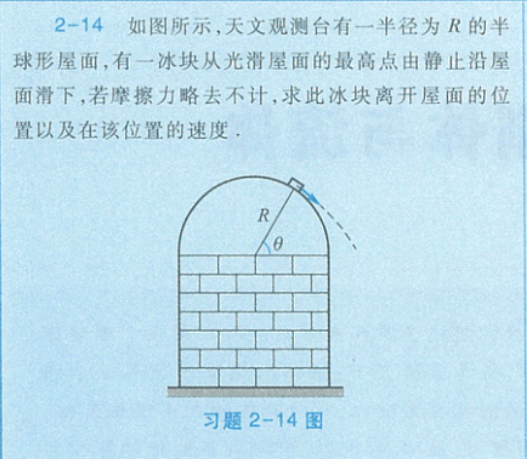 2-14 如图所示,天文观测台有一半径为 R 的半
球形屋面,有一冰块从光滑屋面的最高点由静止沿屋
面滑下,若摩擦力略去不计,求此冰块离开屋面的位
置以及在该位置的速度.
R
θ
习题 2-14 图